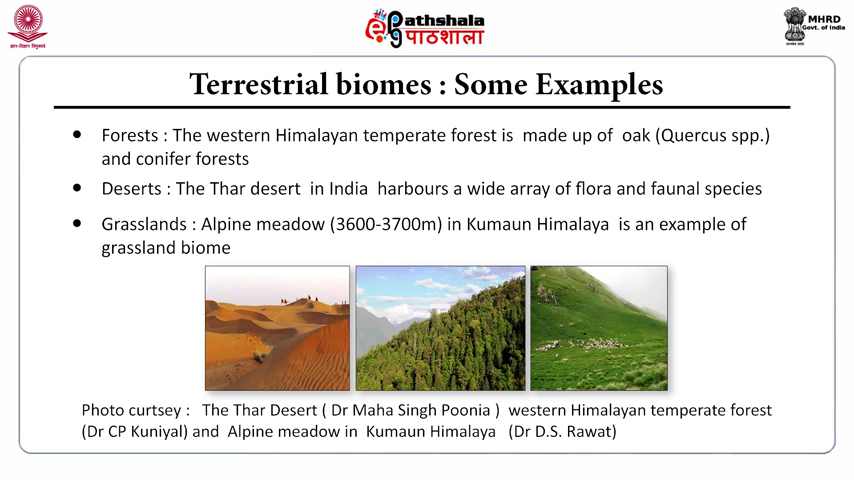 ज्ञान-विज्ञान विमुक्तये
ePathshala
पाठशाला
MHRD
Govt. of India
Terrestrial biomes : Some Examples
• Forests : The western Himalayan temperate forest is made up of oak (Quercus spp.)
and conifer forests
• Deserts : The Thar desert in India harbours a wide array of flora and faunal species
• Grasslands : Alpine meadow (3600-3700m) in Kumaun Himalaya is an example of
grassland biome
Photo curtsey : The Thar Desert ( Dr Maha Singh Poonia ) western Himalayan temperate forest
(Dr CP Kuniyal) and Alpine meadow in Kumaun Himalaya (Dr D.S. Rawat)